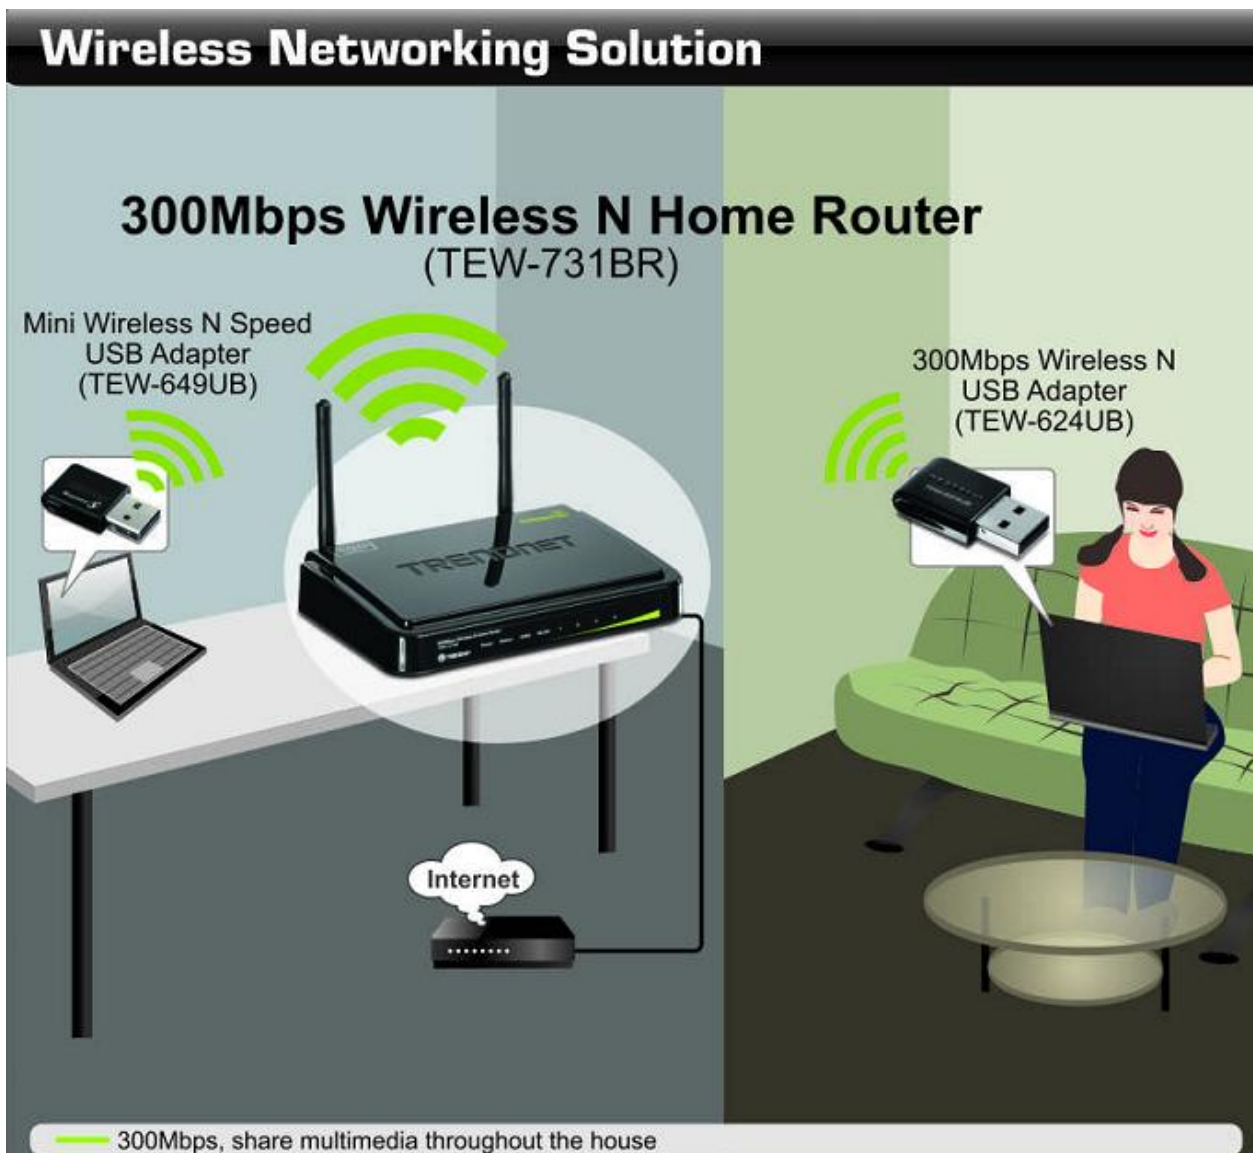 Wireless Networking Solution
300Mbps Wireless N Home Router
(TEW-731BR)
Mini Wireless N Speed
USB Adapter
(TEW-649UB)
300Mbps Wireless N
USB Adapter
(TEW-624UB)
TRENDNET
Internet
300Mbps, share multimedia throughout the house